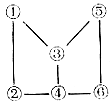 ① ⑤
③
② ④ ⑥